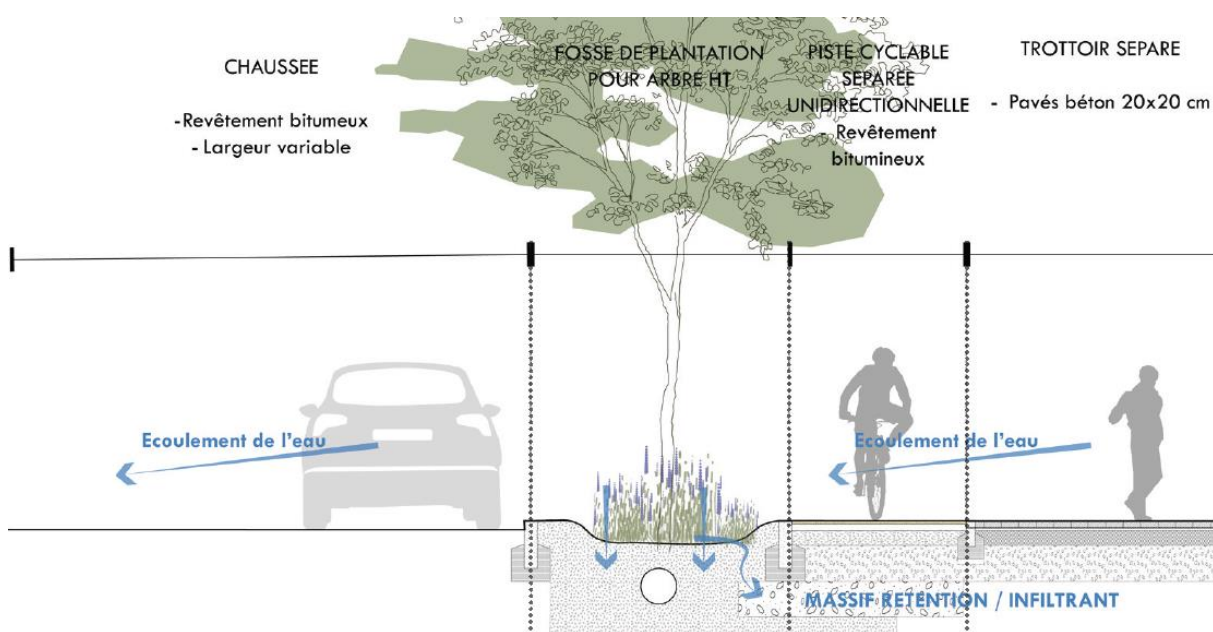 CHAUSSEE
-Revêtement bitumeux
- Largeur variable
FOSSE DE PLANTATION
POUR ARBRE HT
PISTE CYCLABLE
SEPARÉE
UNIDIRECTIONNELLE
- Revêtement
bitumineux
TROTTOIR SEPARE
- Pavés béton 20x20 cm
Ecoulement de l'eau
Ecoulement de l'eau
MASSIF RETENTION / INFILTRANT